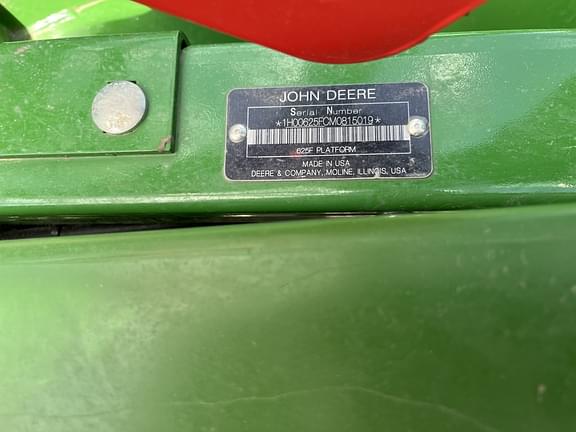 JOHN DEERE
Serial Number
*1H00625FCM0815019*
625F PLATFORM
MADE IN USA
DEERE & COMPANY, MOLINE, ILLINOIS, USA